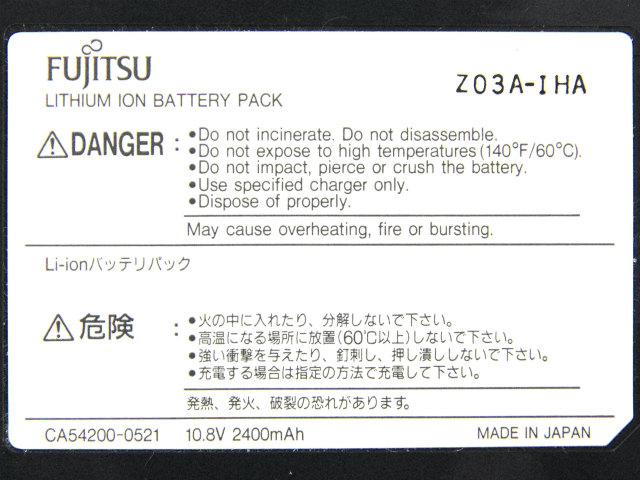 FUJITSU
Z03A-IHA
LITHIUM ION BATTERY PACK
⚠DANGER : •Do not incinerate. Do not disassemble.
•Do not expose to high temperatures (140°F/60°C).
•Do not impact, pierce or crush the battery.
•Use specified charger only.
•Dispose of properly.
May cause overheating, fire or bursting.
Li-ionバッテリパック
⚠危険 : •火の中に入れたり、分解しないで下さい。
•高温になる場所に放置(60℃以上)しないで下さい。
•強い衝撃を与えたり、釘刺し、押し潰ししないで下さい。
•充電する場合は指定の方法で充電して下さい。
発熱、発火、破裂の恐れがあります。
CA54200-0521 10.8V 2400mAh MADE IN JAPAN